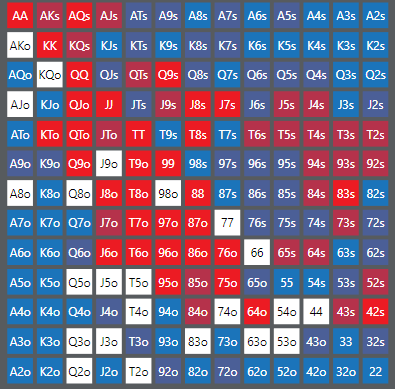 AA AKs AQs AJs ATs A9s A8s A7s A6s A5s A4s A3s A2s
AKo KK KQs KJs KTs K9s K8s K7s K6s K5s K4s K3s K2s
AQo KQo QQ QJs QTs Q9s Q8s Q7s Q6s Q5s Q4s Q3s Q2s
AJo KJo QJo JJ JTs J9s J8s J7s J6s J5s J4s J3s J2s
ATo KTo QTo JTo TT T9s T8s T7s T6s T5s T4s T3s T2s
A9o K9o Q9o J9o T9o 99 98s 97s 96s 95s 94s 93s 92s
A8o K8o Q8o J8o T8o 98o 88 87s 86s 85s 84s 83s 82s
A7o K7o Q7o J7o T7o 97o 87o 77 76s 75s 74s 73s 72s
A6o K6o Q6o J6o T6o 96o 86o 76o 66 65s 64s 63s 62s
A5o K5o Q5o J5o T5o 95o 85o 75o 65o 55 54s 53s 52s
A4o K4o Q4o J4o T4o 94o 84o 74o 64o 54o 44 43s 42s
A3o K3o Q3o J3o T3o 93o 83o 73o 63o 53o 43o 33 32s
A2o K2o Q2o J2o T2o 92o 82o 72o 62o 52o 42o 32o 22